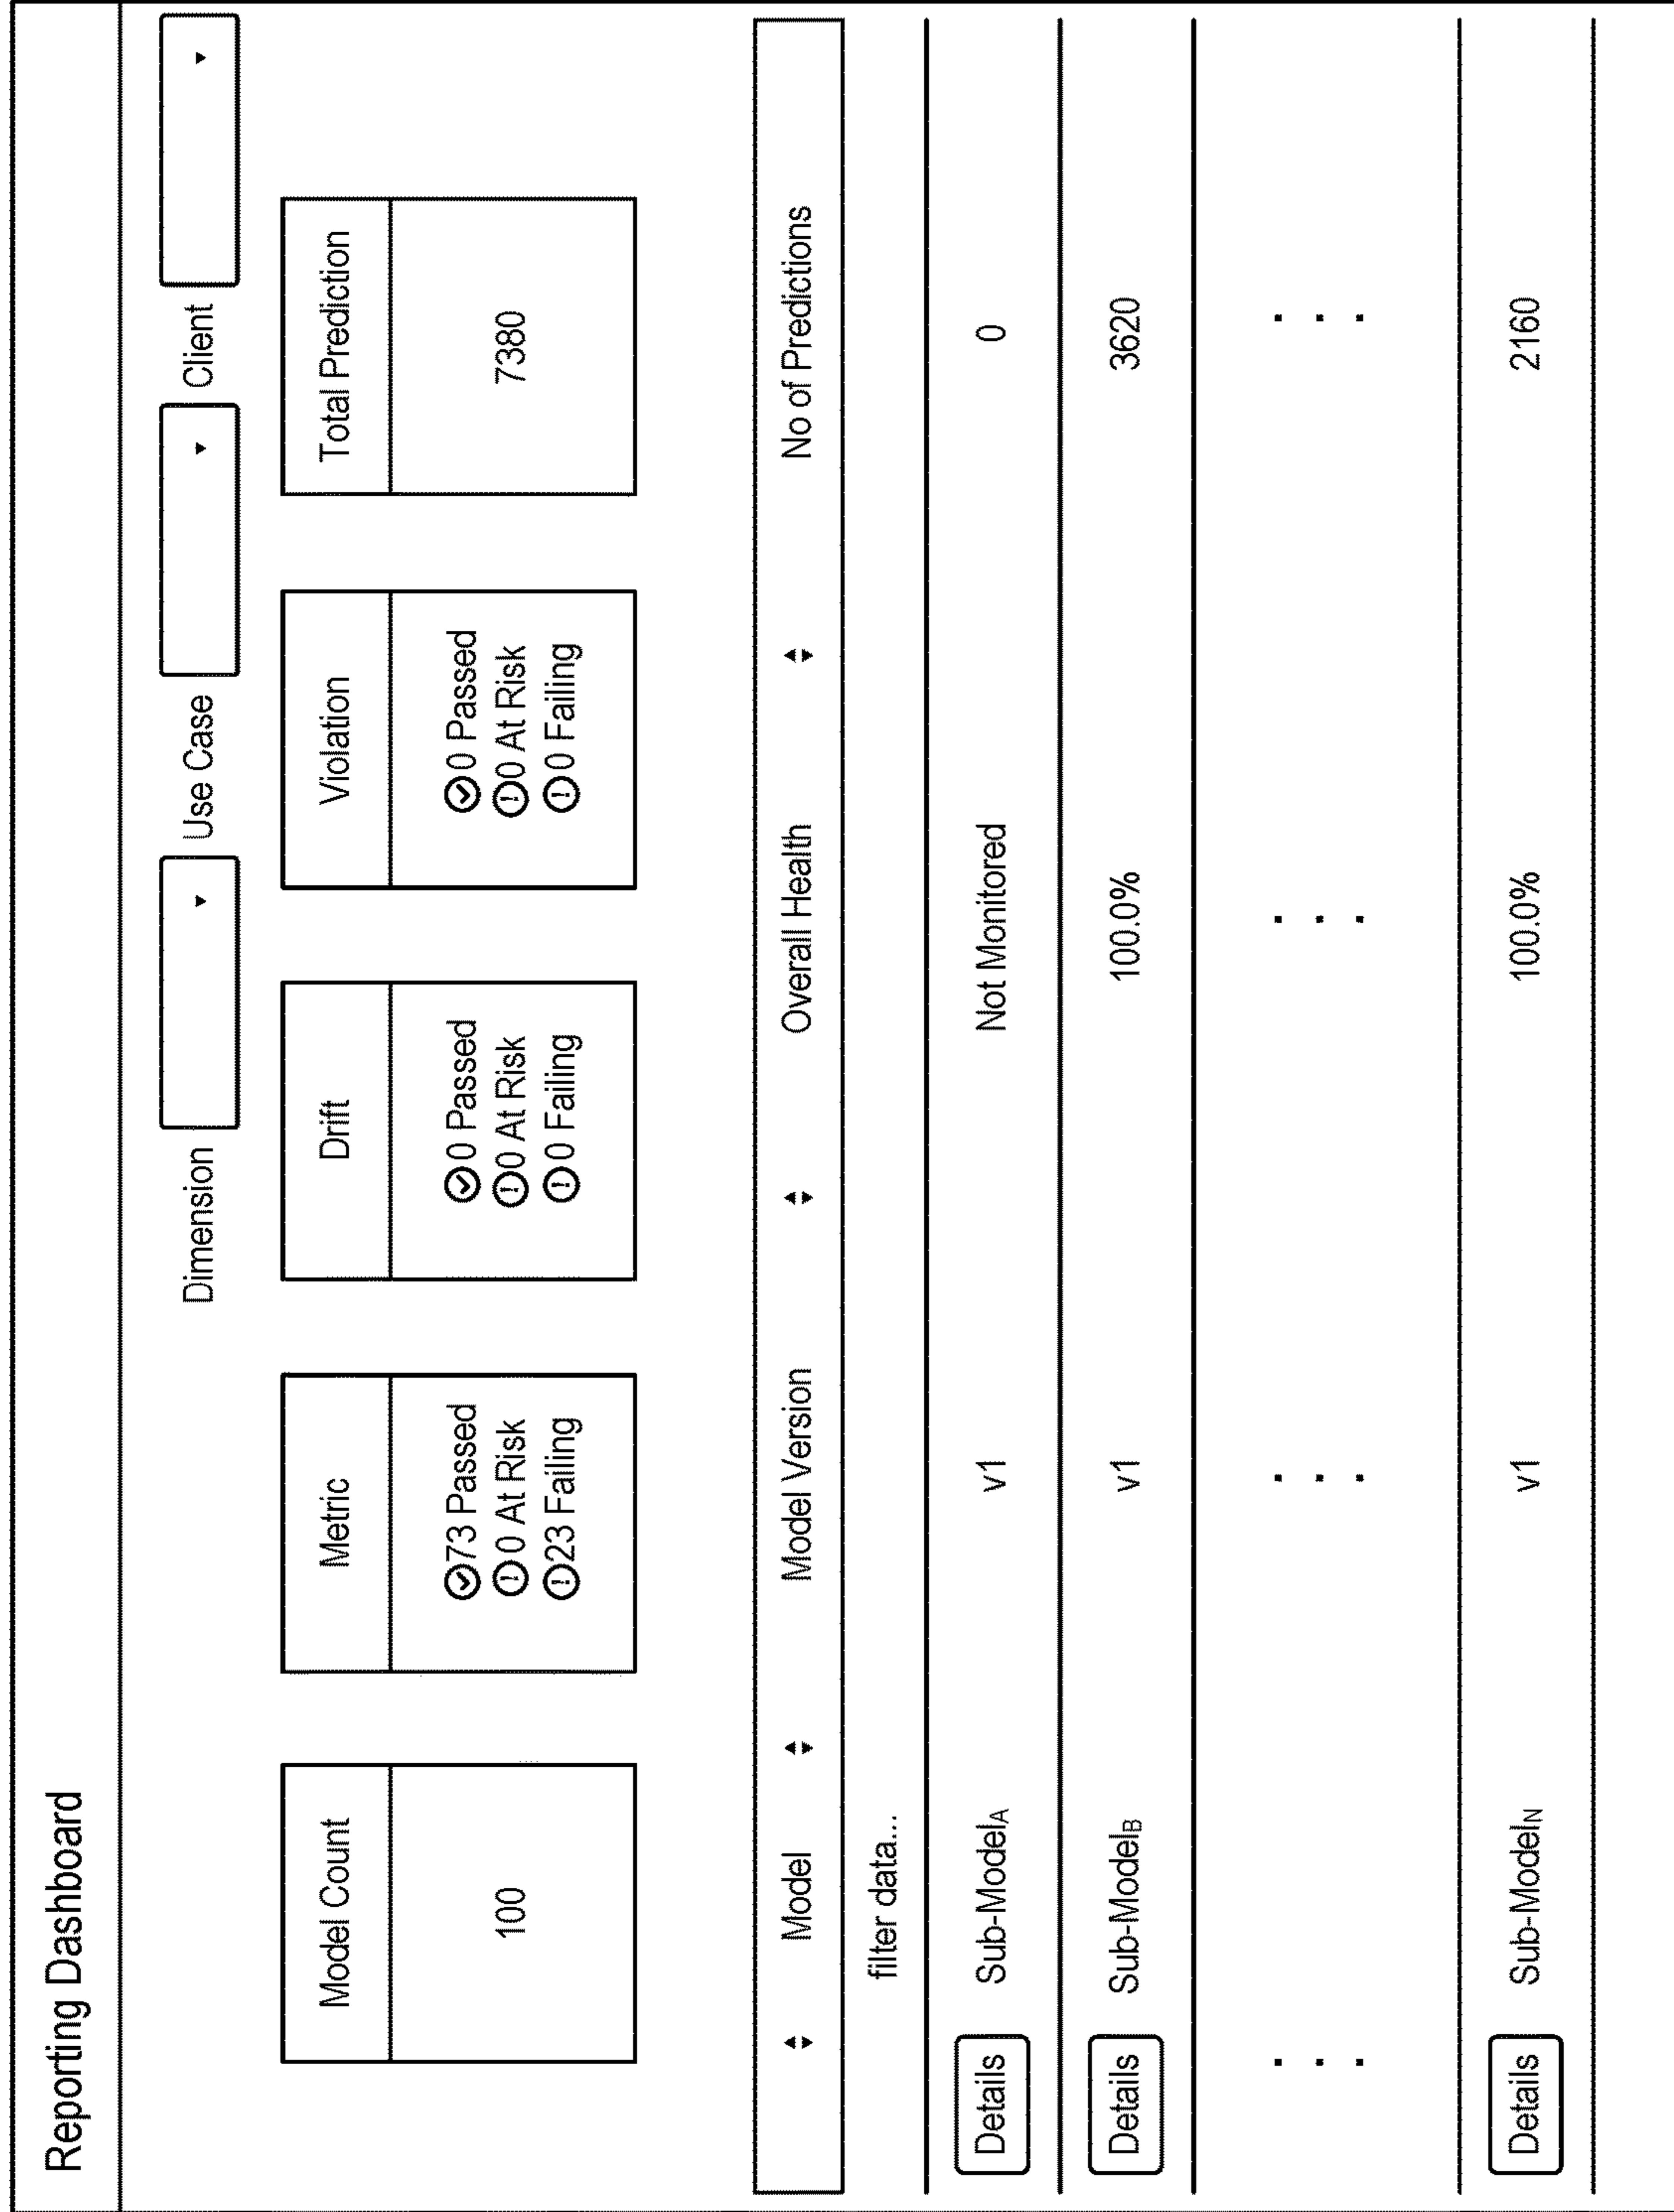 Reporting Dashboard
Dimension Use Case Client
Model Count Metric Drift Violation Total Prediction
100
73 Passed
0 At Risk
23 Failing
0 Passed
0 At Risk
0 Failing
0 Passed
0 At Risk
0 Failing
7380
Model Model Version Overall Health No of Predictions
filter data...
Details Sub-ModelA v1 Not Monitored 0
Details Sub-ModelB v1 100.0% 3620
. . . . . . . . . . . .
Details Sub-ModelN v1 100.0% 2160